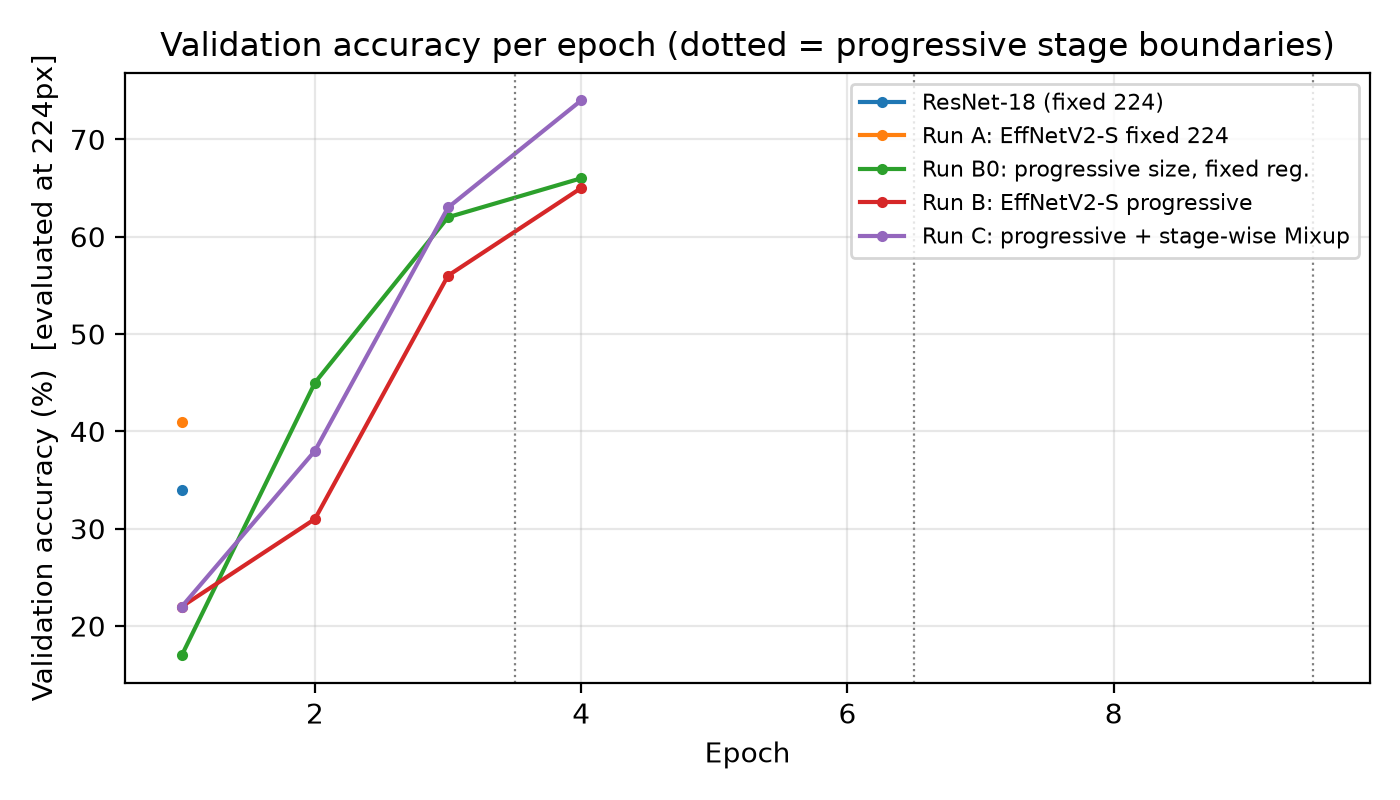 Validation accuracy per epoch (dotted = progressive stage boundaries)
Validation accuracy (%)  [evaluated at 224px]
70
60
50
40
30
20
ResNet-18 (fixed 224)
Run A: EffNetV2-S fixed 224
Run B0: progressive size, fixed reg.
Run B: EffNetV2-S progressive
Run C: progressive + stage-wise Mixup
2
4
6
8
Epoch